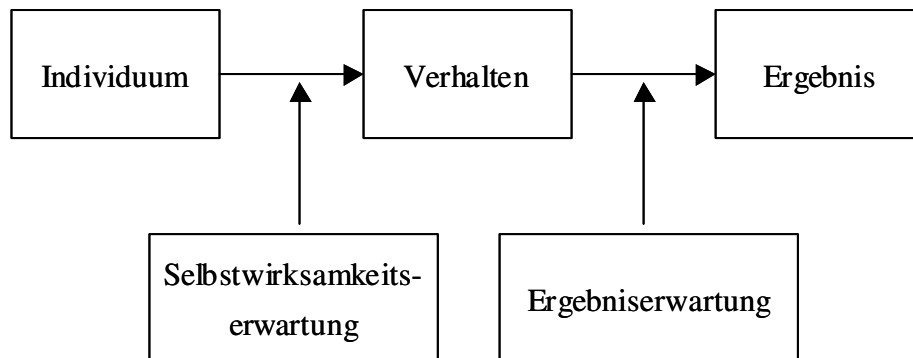 Individuum
Verhalten
Ergebnis
Selbstwirksamkeits-
erwartung
Ergebniserwartung